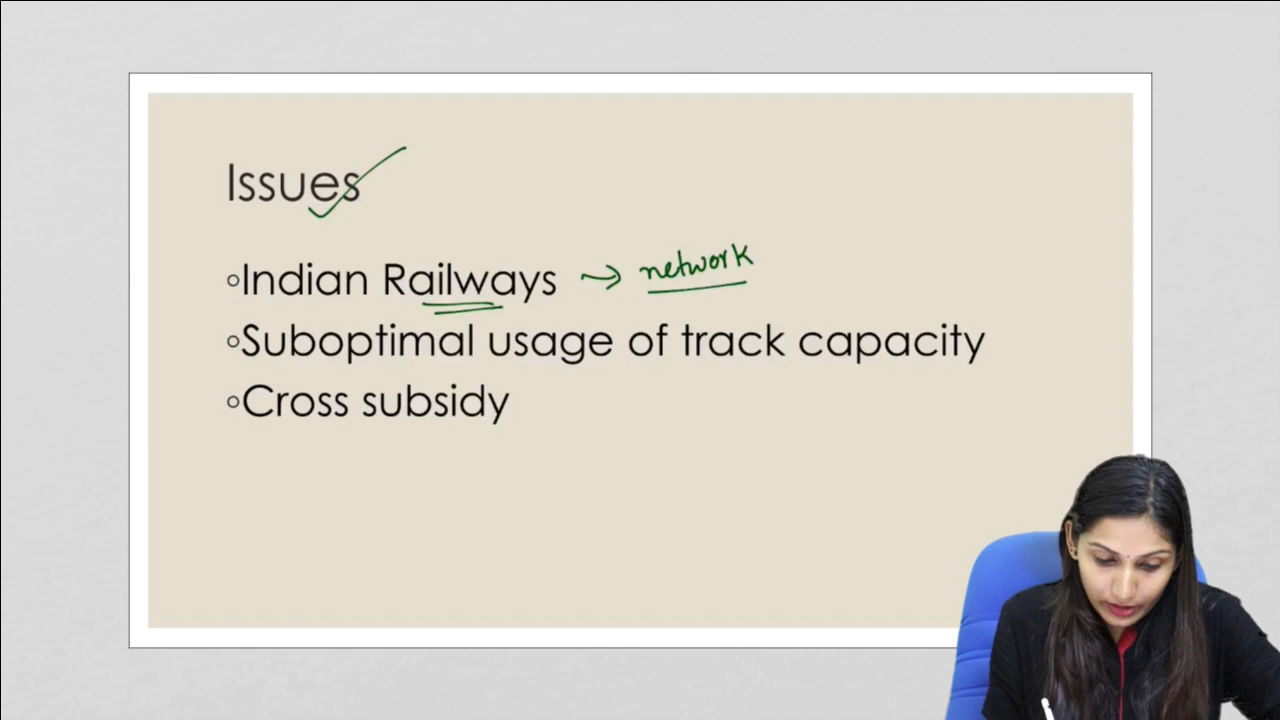 Issues
◦Indian Railways → network
◦Suboptimal usage of track capacity
◦Cross subsidy